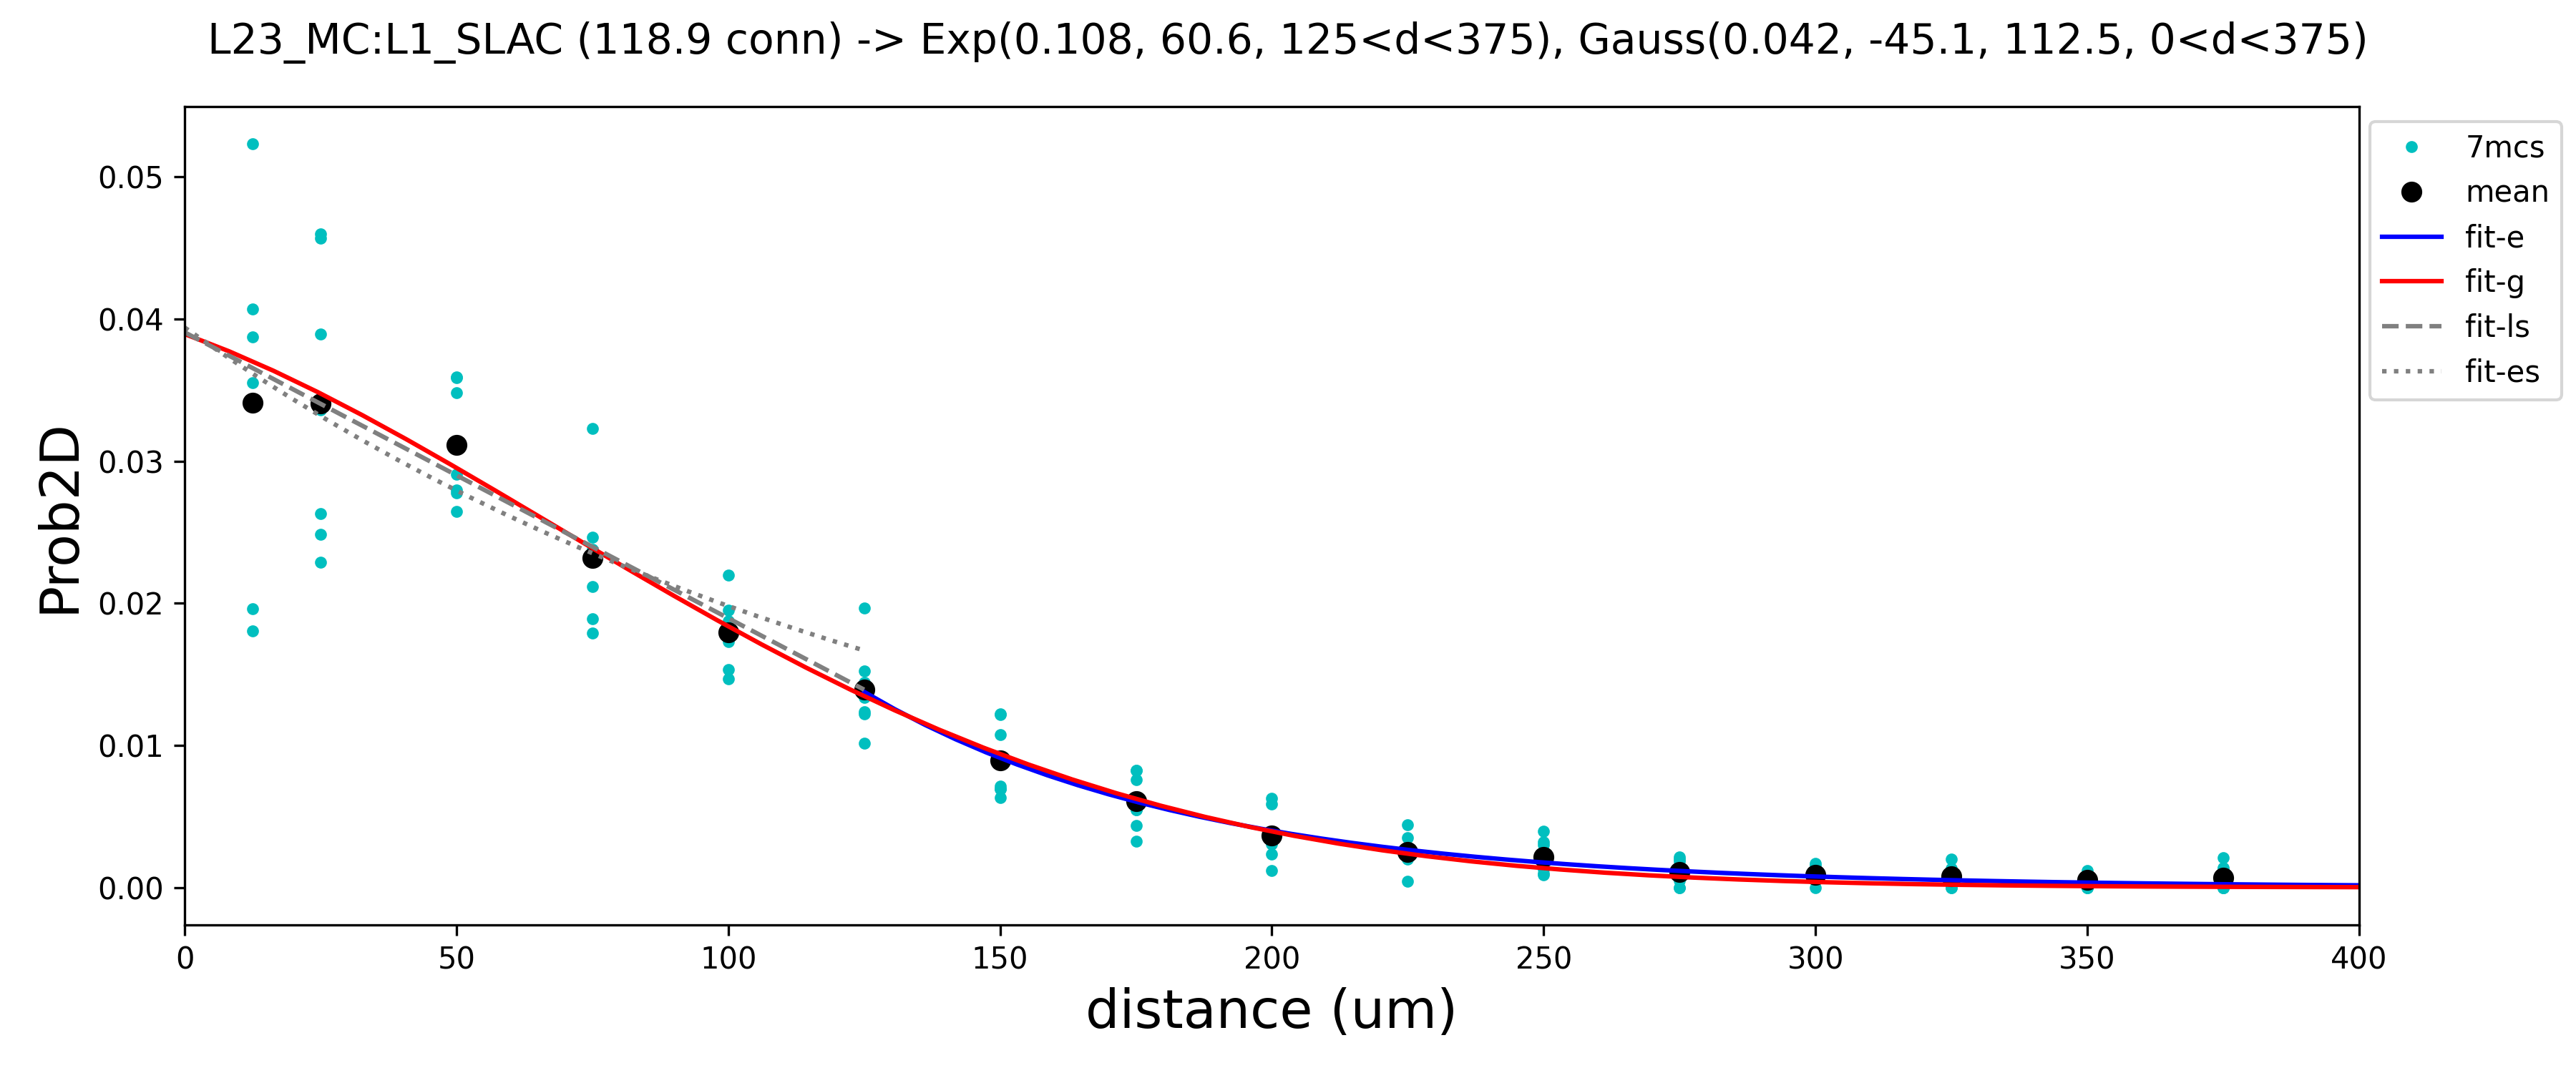 L23_MC:L1_SLAC (118.9 conn) -> Exp(0.108, 60.6, 125<d<375), Gauss(0.042, -45.1, 112.5, 0<d<375)
7mcs
mean
fit-e
fit-g
fit-ls
fit-es
Prob2D
0.05
0.04
0.03
0.02
0.01
0.00
0 50 100 150 200 250 300 350 400
distance (um)